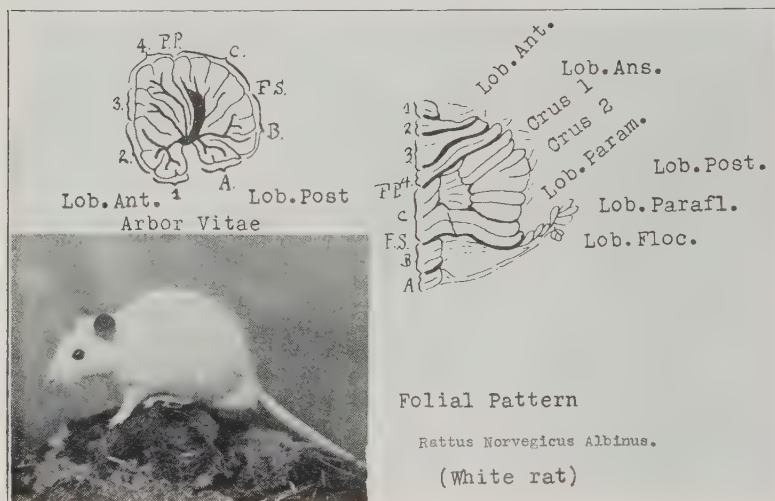 4. P.P.
C.
3.
F.S.
B.
2.
A.
1
Lob.Ant.
Lob.Post
Arbor Vitae
Lob.Ant.
Lob.Ans.
Crus 1
Crus 2
Lob.Param.
Lob.Post.
Lob.Parafl.
Lob.Floc.
1
2
3
4.
P.P.
C
F.S.
B
A
Folial Pattern
Rattus Norvegicus Albinus.
(White rat)